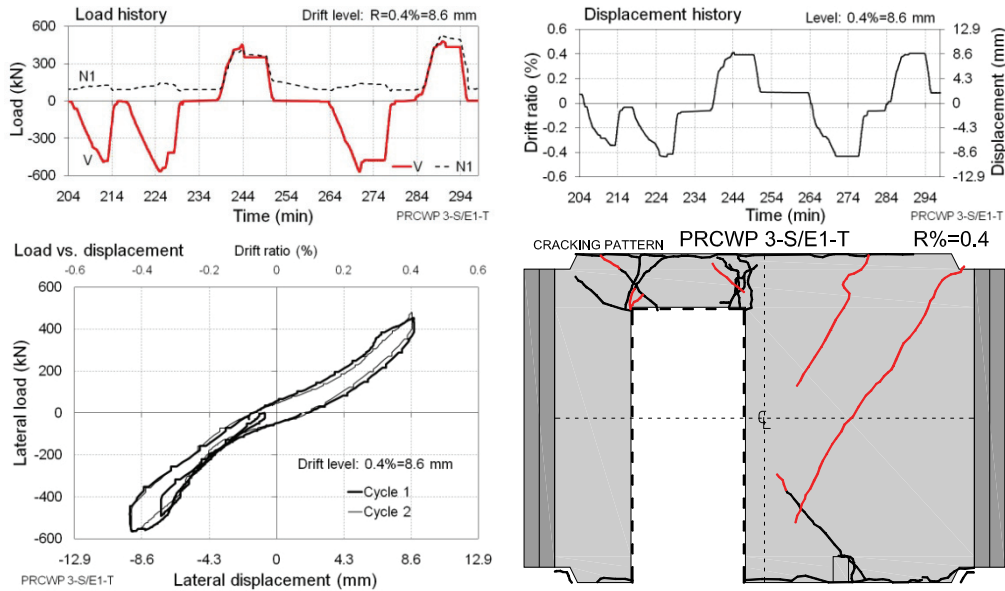 Load history
Drift level: R=0.4%=8.6 mm
600
300
0
-300
-600
Load (kN)
N1
V
V N1
204 214 224 234 244 254 264 274 284 294
Time (min)
PRCWP 3-S/E1-T
Displacement history
Level: 0.4%=8.6 mm
0.6
0.4
0.2
0
-0.2
-0.4
-0.6
Drift ratio (%)
12.9
8.6
4.3
0
-4.3
-8.6
-12.9
Displacement (mm)
204 214 224 234 244 254 264 274 284 294
Time (min)
PRCWP 3-S/E1-T
Load vs. displacement
Drift ratio (%)
-0.6 -0.4 -0.2 0 0.2 0.4 0.6
600
400
200
0
-200
-400
-600
Lateral load (kN)
Drift level: 0.4%=8.6 mm
Cycle 1
Cycle 2
-12.9 -8.6 -4.3 0 4.3 8.6 12.9
Lateral displacement (mm)
PRCWP 3-S/E1-T
CRACKING PATTERN PRCWP 3-S/E1-T R%=0.4
℄